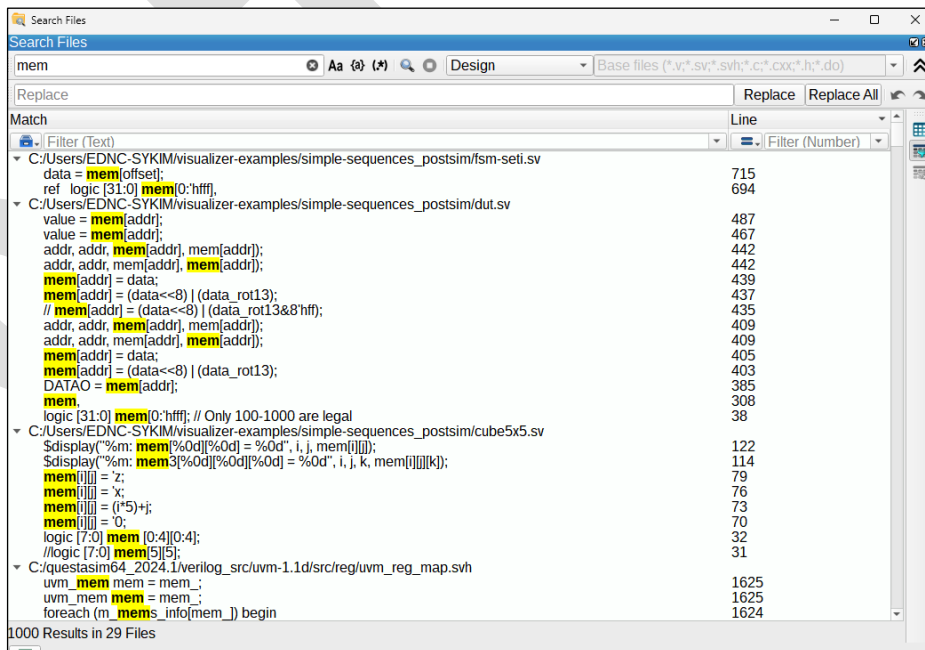 Search Files
Search Files
mem Aa {a} (.*) Design Base files (*.v;*.sv;*.svh;*.c;*.cxx;*.h;*.do)
Replace Replace Replace All
Match Line
Filter (Text) Filter (Number)
C:/Users/EDNC-SYKIM/visualizer-examples/simple-sequences_postsim/fsm-seti.sv
data = mem[offset]; 715
ref logic [31:0] mem[0:'hfff], 694
C:/Users/EDNC-SYKIM/visualizer-examples/simple-sequences_postsim/dut.sv
value = mem[addr]; 487
value = mem[addr]; 467
addr, addr, mem[addr], mem[addr]); 442
addr, addr, mem[addr], mem[addr]); 442
mem[addr] = data; 439
mem[addr] = (data<<8) | (data_rot13); 437
// mem[addr] = (data<<8) | (data_rot13&8'hff); 435
addr, addr, mem[addr], mem[addr]); 409
addr, addr, mem[addr], mem[addr]); 409
mem[addr] = data; 405
mem[addr] = (data<<8) | (data_rot13); 403
DATAO = mem[addr]; 385
mem, 308
logic [31:0] mem[0:'hfff]; // Only 100-1000 are legal 38
C:/Users/EDNC-SYKIM/visualizer-examples/simple-sequences_postsim/cube5x5.sv
$display("%m: mem[%0d][%0d] = %0d", i, j, mem[i][j]); 122
$display("%m: mem3[%0d][%0d][%0d] = %0d", i, j, k, mem[i][j][k]); 114
mem[i][j] = 'z; 79
mem[i][j] = 'x; 76
mem[i][j] = (i*5)+j; 73
mem[i][j] = '0; 70
logic [7:0] mem [0:4][0:4]; 32
//logic [7:0] mem[5][5]; 31
C:/questasim64_2024.1/verilog_src/uvm-1.1d/src/reg/uvm_reg_map.svh
uvm_mem mem = mem_; 1625
uvm_mem mem = mem_; 1625
foreach (m_mems_info[mem_]) begin 1624
1000 Results in 29 Files